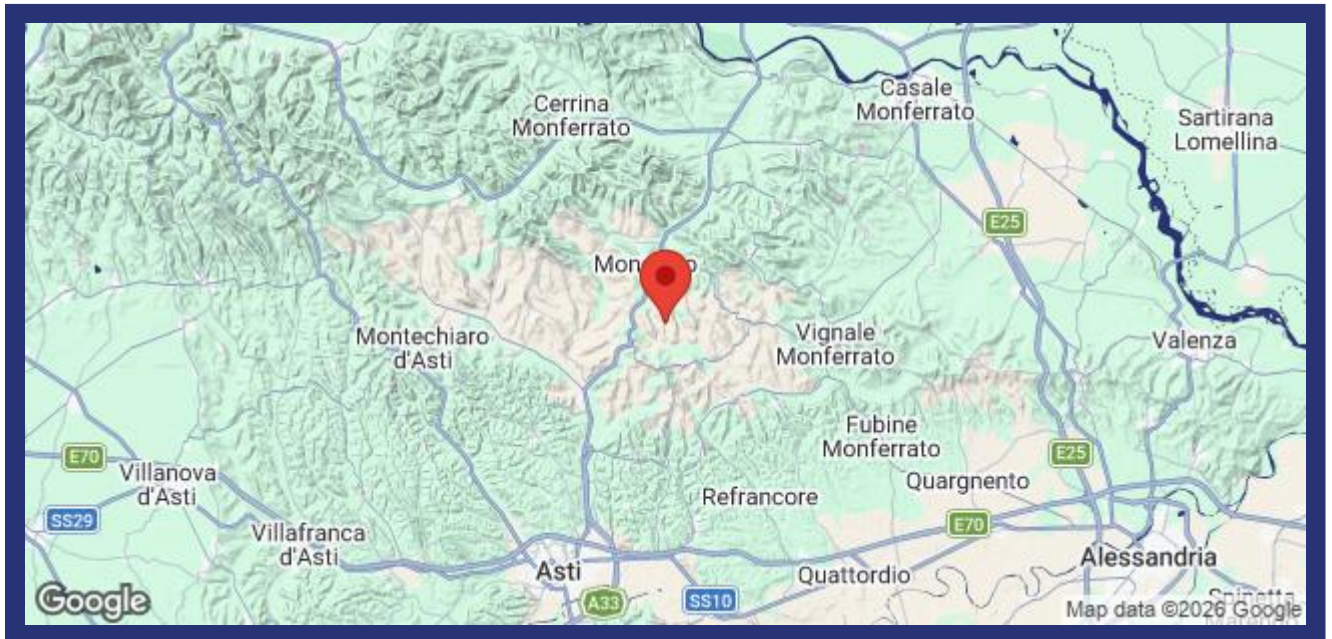 Cerrina
Monferrato
Casale
Monferrato
Sartirana
Lomellina
E25
Montechiaro
d'Asti
Vignale
Monferrato
Valenza
Fubine
Monferrato
E70
Villanova
d'Asti
E25
Refrancore
Quargnento
SS29
Villafranca
d'Asti
E70
Asti
Quattordio
Alessandria
A33
SS10
Google
Map data ©2026 Google